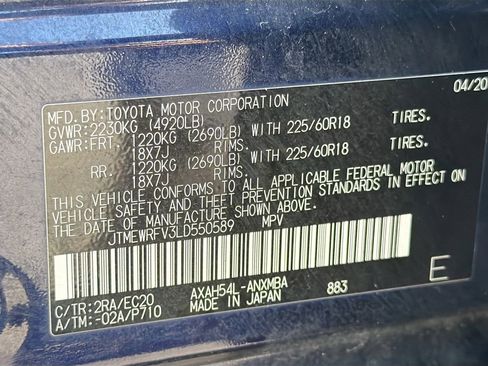 MFD. BY: TOYOTA MOTOR CORPORATION 04/20
GVWR: 2230KG (4920LB)
GAWR: FRT. 1220KG (2690LB) WITH 225/60R18 TIRES.
18X7J RIMS.
RR. 1220KG (2690LB) WITH 225/60R18 TIRES.
18X7J RIMS.
THIS VEHICLE CONFORMS TO ALL APPLICABLE FEDERAL MOTOR
VEHICLE SAFETY AND THEFT PREVENTION STANDARDS IN EFFECT ON
THE DATE OF MANUFACTURE SHOWN ABOVE.
JTMEWRFV3LD550589 MPV
C/TR: 2RA/EC20 AXAH54L-ANXMBA
A/TM: -02A/P710 MADE IN JAPAN 883
E